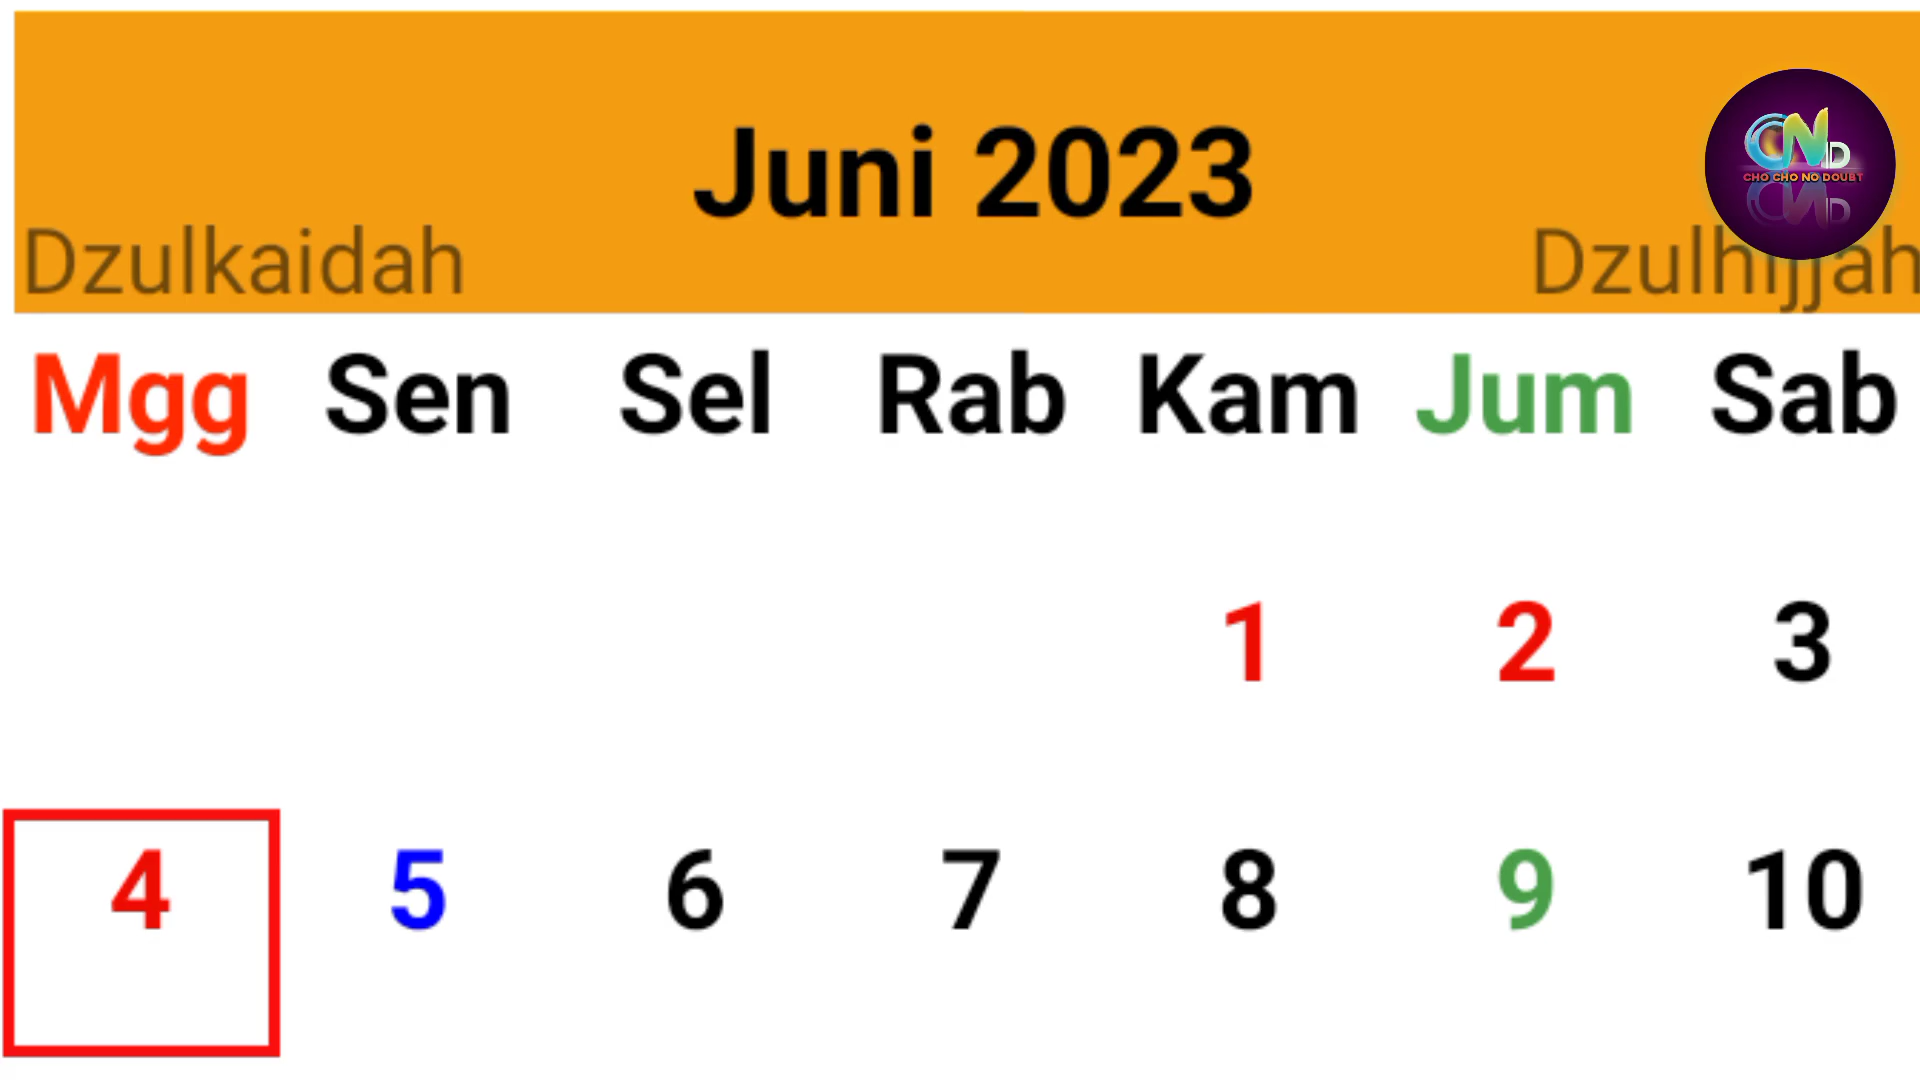 Juni 2023
CND
CHO CHO NO DOUBT
Dzulkaidah Dzulhijjah
Mgg Sen Sel Rab Kam Jum Sab
1 2 3
4 5 6 7 8 9 10